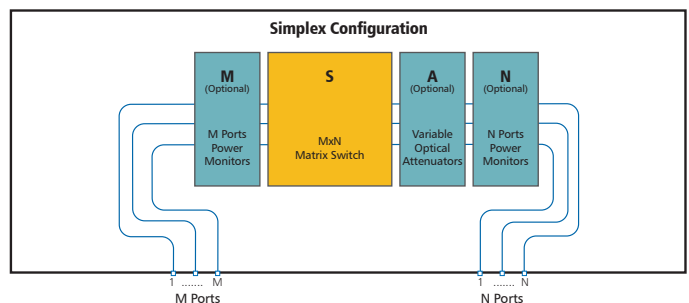 Simplex Configuration
M
(Optional)
M Ports
Power
Monitors
S
MxN
Matrix Switch
A
(Optional)
Variable
Optical
Attenuators
N
(Optional)
N Ports
Power
Monitors
1 ....... M
M Ports
1 ....... N
N Ports